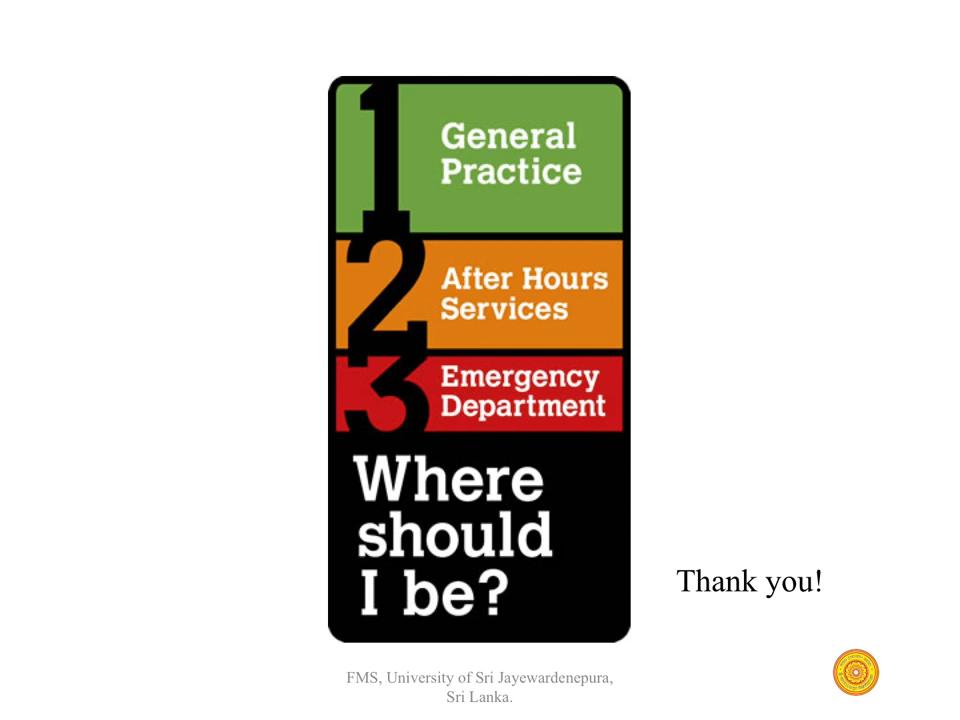 1
General
Practice
2
After Hours
Services
3
Emergency
Department
Where
should
I be?
Thank you!
FMS, University of Sri Jayewardenepura,
Sri Lanka.